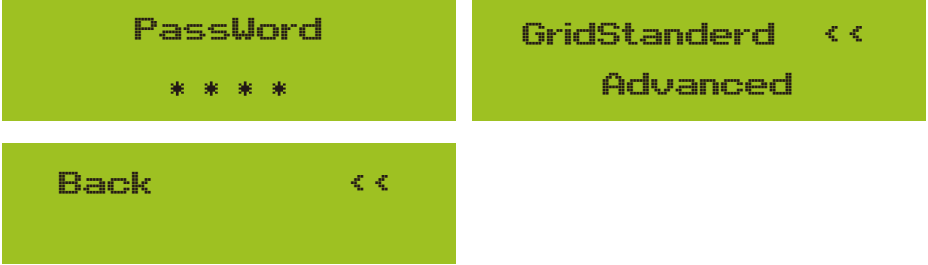 PassWord
* * * *
GridStanderd <<
Advanced
Back <<